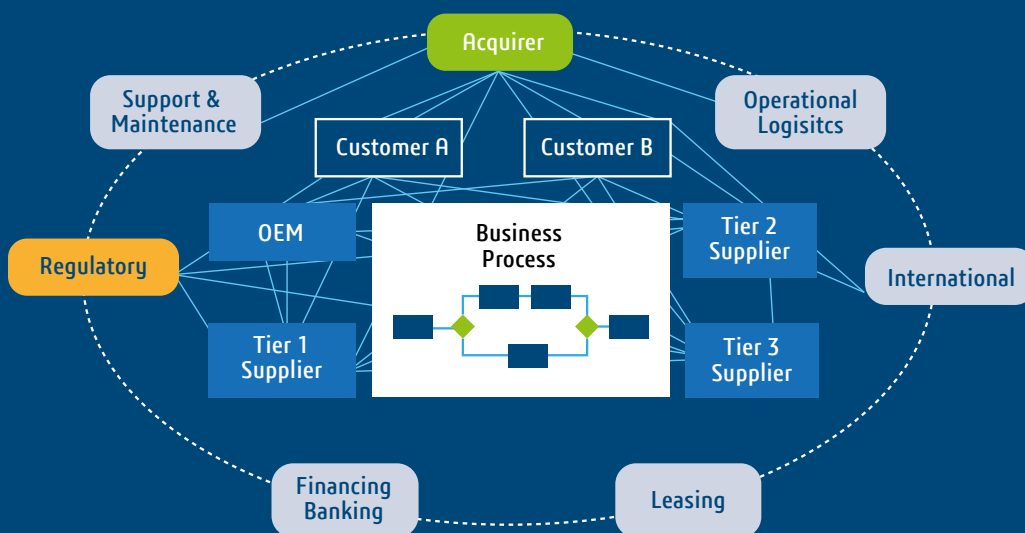 Acquirer
Support &
Maintenance
Operational
Logisitcs
Customer A
Customer B
OEM
Business
Process
Tier 2
Supplier
Regulatory
International
Tier 1
Supplier
Tier 3
Supplier
Financing
Banking
Leasing